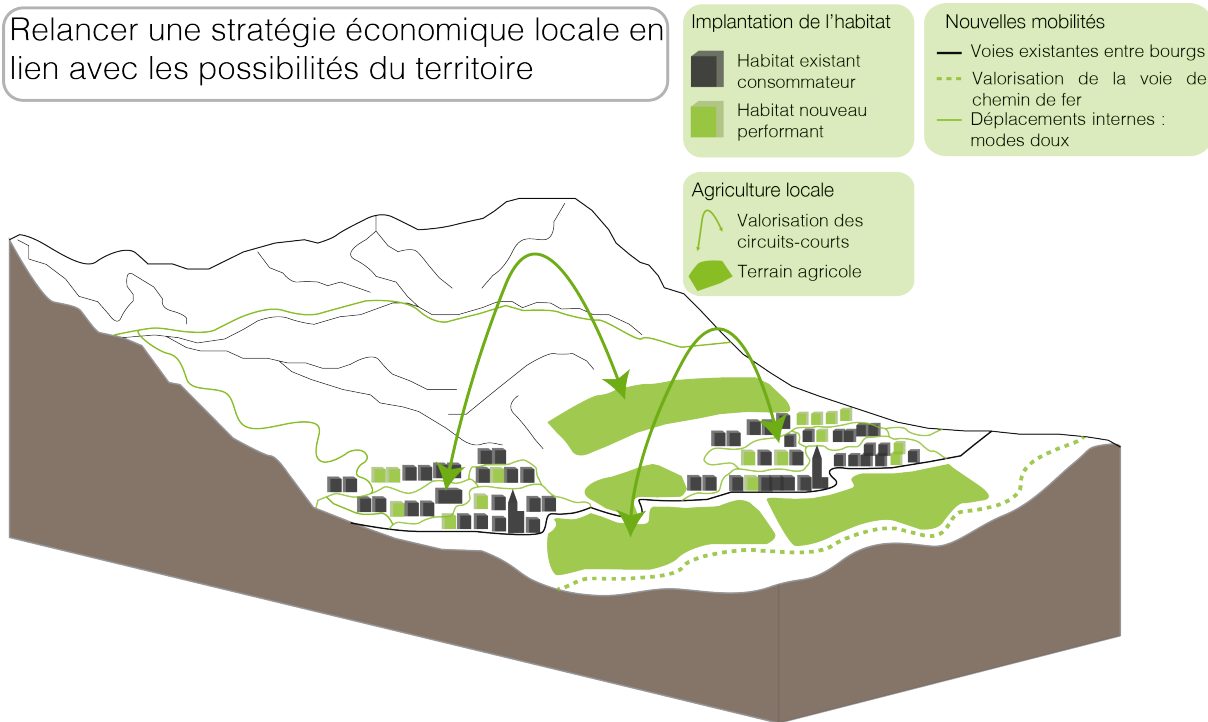 Relancer une stratégie économique locale en
lien avec les possibilités du territoire
Implantation de l'habitat
Habitat existant
consommateur
Habitat nouveau
performant
Nouvelles mobilités
Voies existantes entre bourgs
Valorisation de la voie de
chemin de fer
Déplacements internes :
modes doux
Agriculture locale
Valorisation des
circuits-courts
Terrain agricole